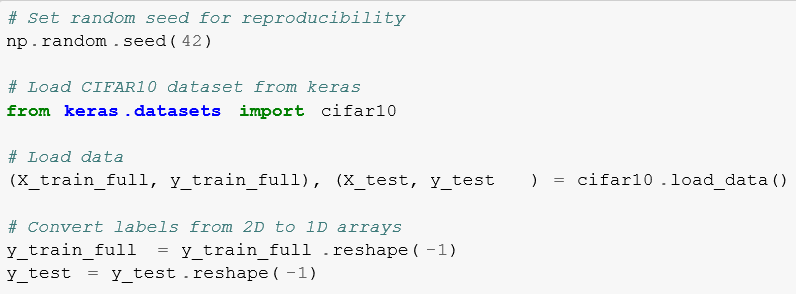 # Set random seed for reproducibility
np.random.seed(42)
# Load CIFAR10 dataset from keras
from keras.datasets import cifar10
# Load data
(X_train_full, y_train_full), (X_test, y_test ) = cifar10.load_data()
# Convert labels from 2D to 1D arrays
y_train_full = y_train_full.reshape(-1)
y_test = y_test.reshape(-1)